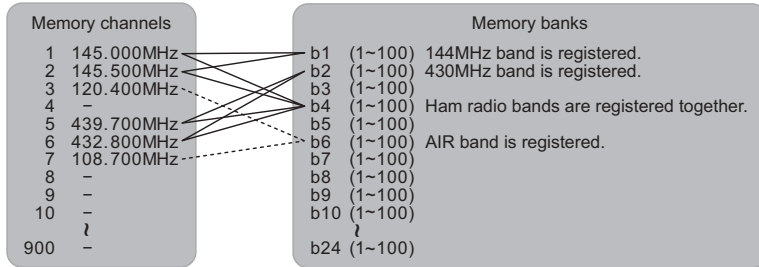 Memory channels
1 145.000MHz
2 145.500MHz
3 120.400MHz
4 –
5 439.700MHz
6 432.800MHz
7 108.700MHz
8 –
9 –
10 –
~
900 –
Memory banks
b1 (1~100) 144MHz band is registered.
b2 (1~100) 430MHz band is registered.
b3 (1~100)
b4 (1~100) Ham radio bands are registered together.
b5 (1~100)
b6 (1~100) AIR band is registered.
b7 (1~100)
b8 (1~100)
b9 (1~100)
b10 (1~100)
~
b24 (1~100)